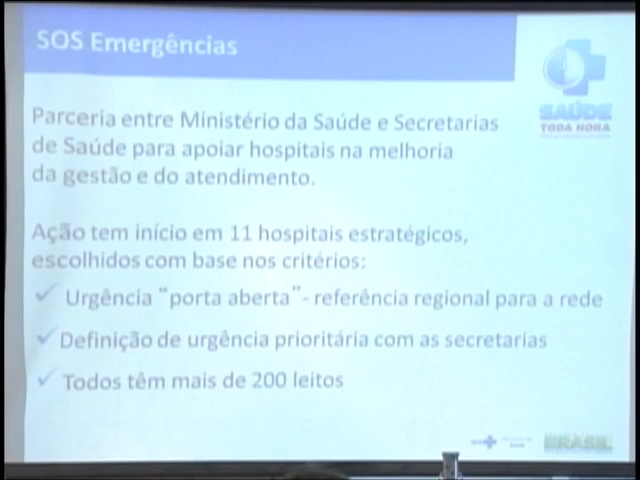 SOS Emergências
SAÚDE
TODA HORA
Parceria entre Ministério da Saúde e Secretarias
de Saúde para apoiar hospitais na melhoria
da gestão e do atendimento.
Ação tem início em 11 hospitais estratégicos,
escolhidos com base nos critérios:
✓ Urgência “porta aberta”- referência regional para a rede
✓ Definição de urgência prioritária com as secretarias
✓ Todos têm mais de 200 leitos
BRASIL